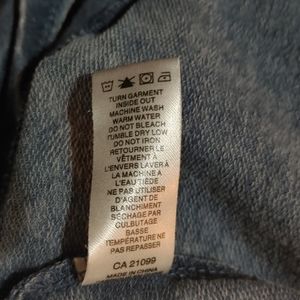 TURN GARMENT
INSIDE OUT
MACHINE WASH
WARM WATER
DO NOT BLEACH
TUMBLE DRY LOW
DO NOT IRON
RETOURNER LE
VÊTEMENT À
L'ENVERS LAVER À
LA MACHINE À
L'EAU TIÈDE
NE PAS UTILISER
D'AGENT DE
BLANCHIMENT
SÉCHAGE PAR
CULBUTAGE
BASSE
TEMPÉRATURE NE
PAS REPASSER
CA 21099
MADE IN CHINA